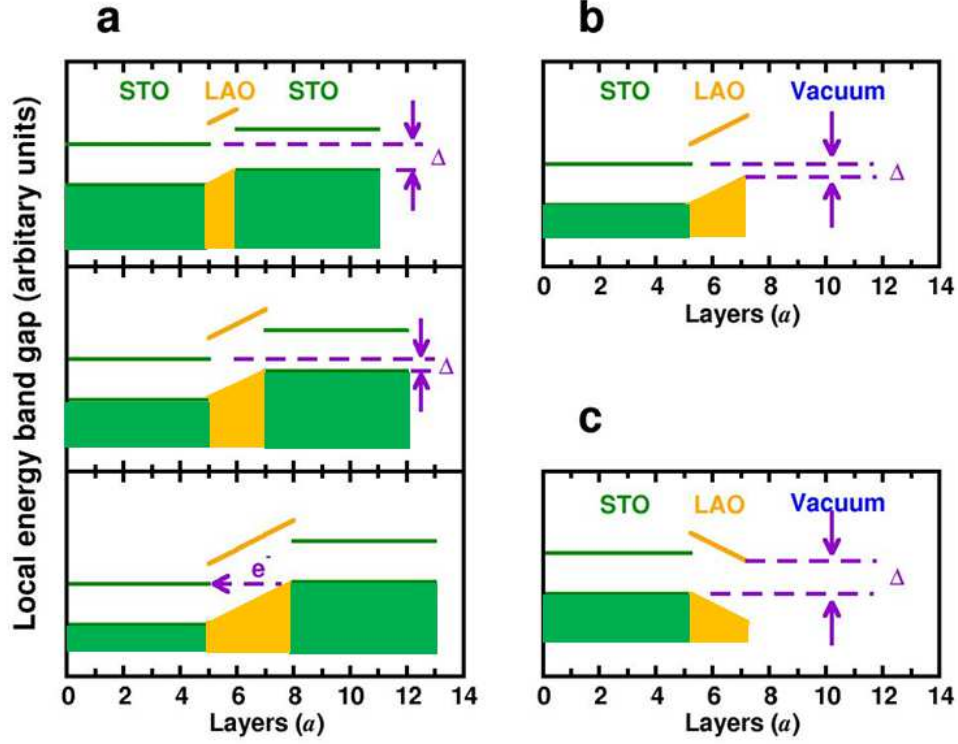 a
Local energy band gap (arbitary units)
STO LAO STO
Δ
Δ
e-
0 2 4 6 8 10 12 14
Layers (a)
b
STO LAO Vacuum
Δ
0 2 4 6 8 10 12 14
Layers (a)
c
STO LAO Vacuum
Δ
0 2 4 6 8 10 12 14
Layers (a)